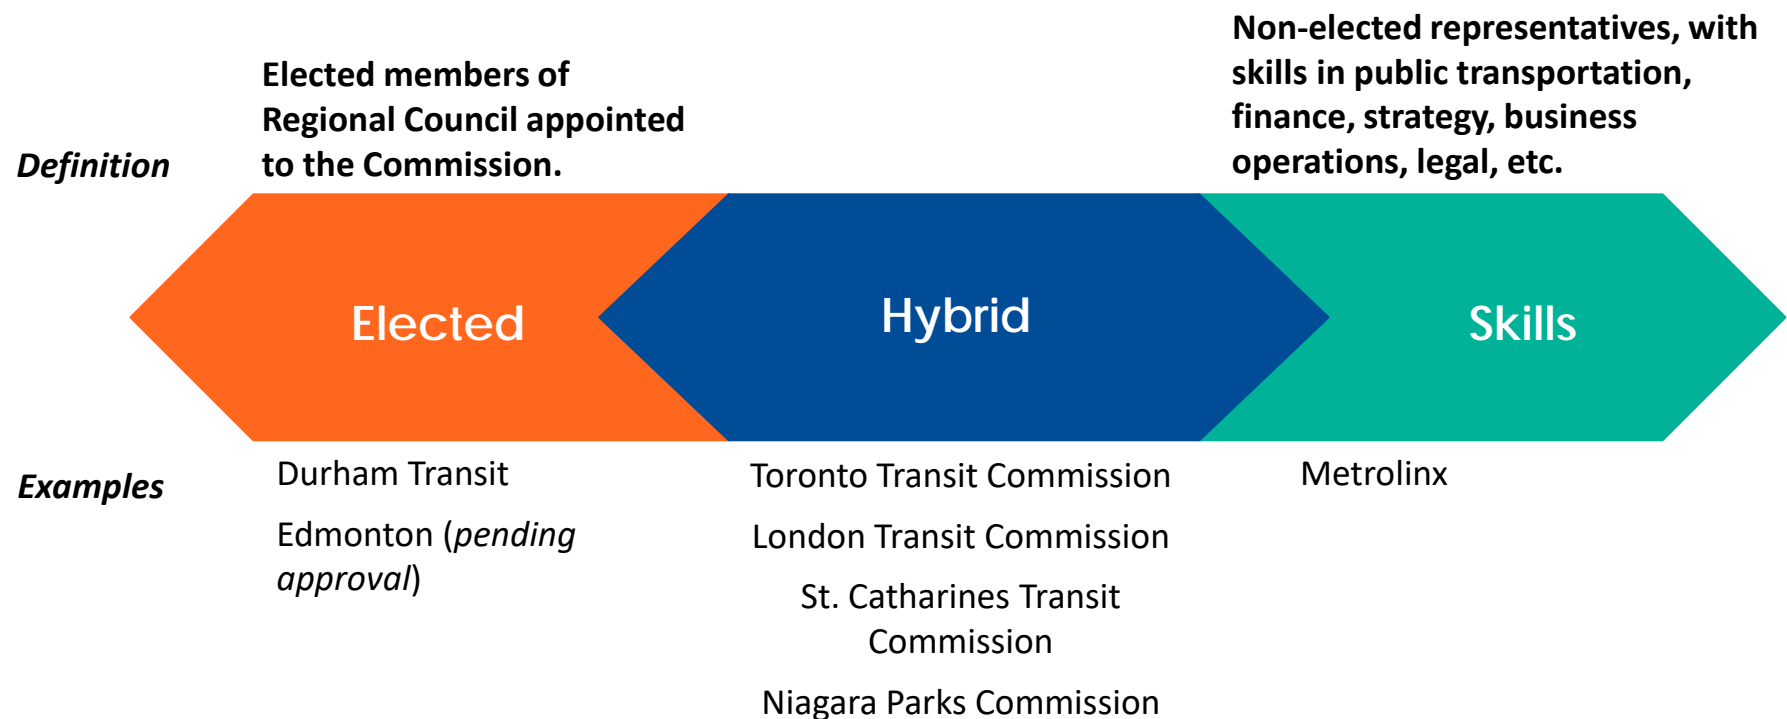 Definition
Elected members of
Regional Council appointed
to the Commission.
Non-elected representatives, with
skills in public transportation,
finance, strategy, business
operations, legal, etc.
Elected
Hybrid
Skills
Examples
Durham Transit
Edmonton (pending
approval)
Toronto Transit Commission
London Transit Commission
St. Catharines Transit
Commission
Niagara Parks Commission
Metrolinx